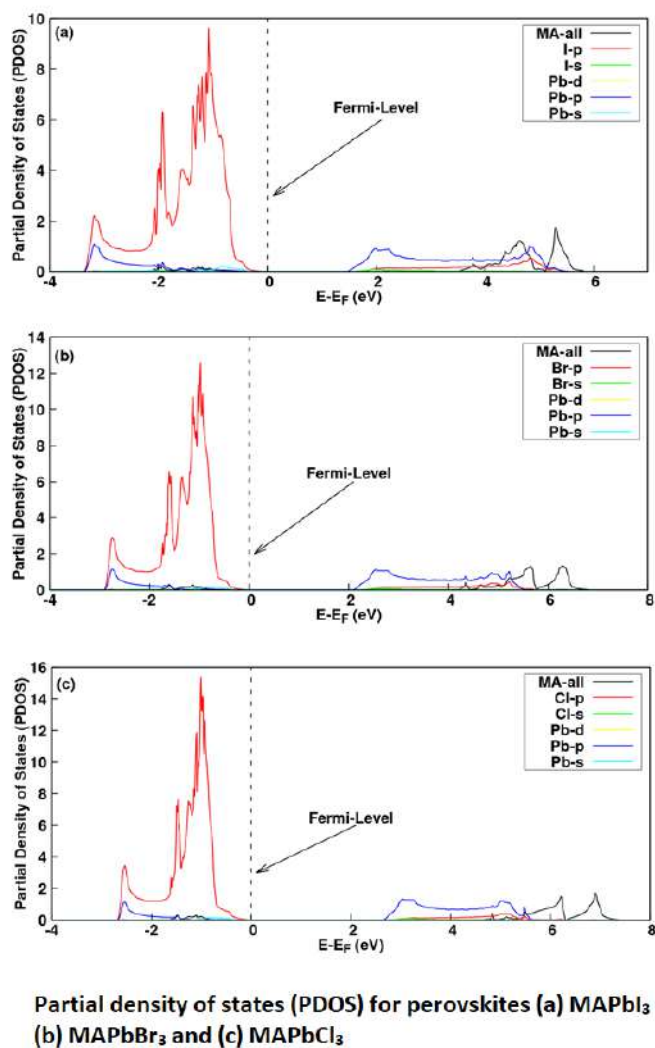 (a)
Partial Density of States (PDOS)
10
8
6
4
2
0
MA-all
I-p
I-s
Pb-d
Pb-p
Pb-s
Fermi-Level
-4 -2 0 2 4 6
E-EF (eV)
(b)
Partial Density of States (PDOS)
14
12
10
8
6
4
2
0
MA-all
Br-p
Br-s
Pb-d
Pb-p
Pb-s
Fermi-Level
-4 -2 0 2 4 6 8
E-EF (eV)
(c)
Partial Density of States (PDOS)
16
14
12
10
8
6
4
2
0
MA-all
Cl-p
Cl-s
Pb-d
Pb-p
Pb-s
Fermi-Level
-4 -2 0 2 4 6 8
E-EF (eV)
Partial density of states (PDOS) for perovskites (a) MAPbI₃
(b) MAPbBr₃ and (c) MAPbCl₃